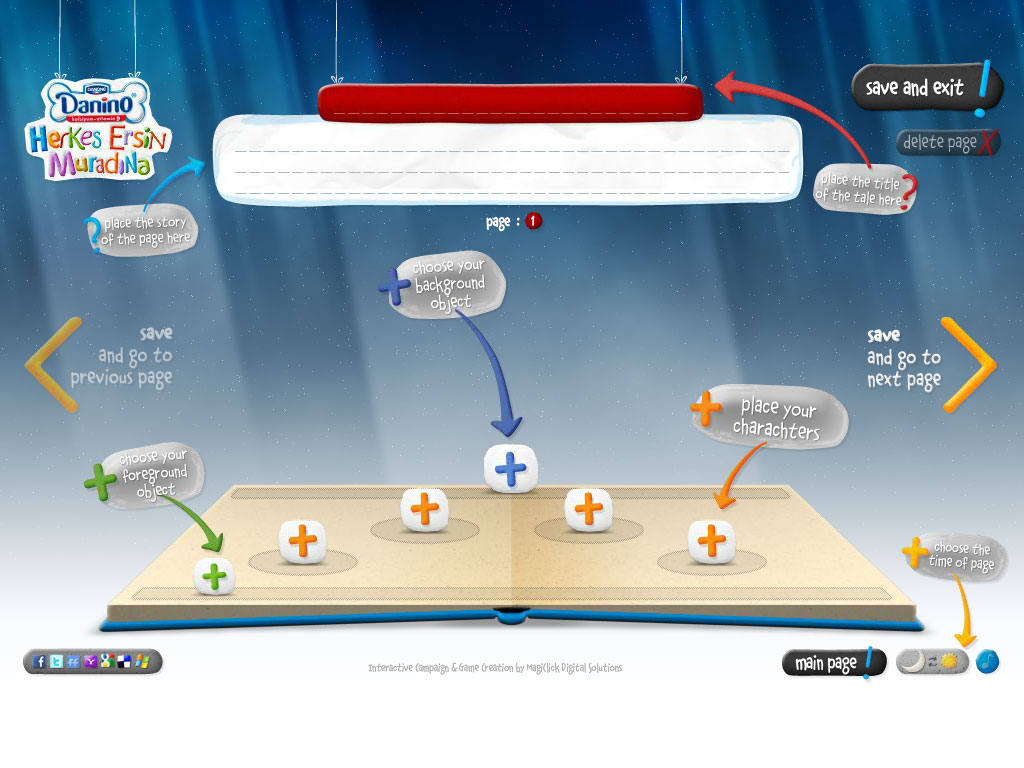 DANONE
Danino
kalsiyum-vitamin D
Herkes Ersin
Muradina
save and exit !
delete page X
place the title
of the tale here ?
? place the story
of the page here
page : 1
choose your
background
object
save
and go to
previous page
save
and go to
next page
place your
charachters
choose your
foreground
object
choose the
time of page
main page !
Interactive Campaign & Game Creation by MagiClick Digital Solutions